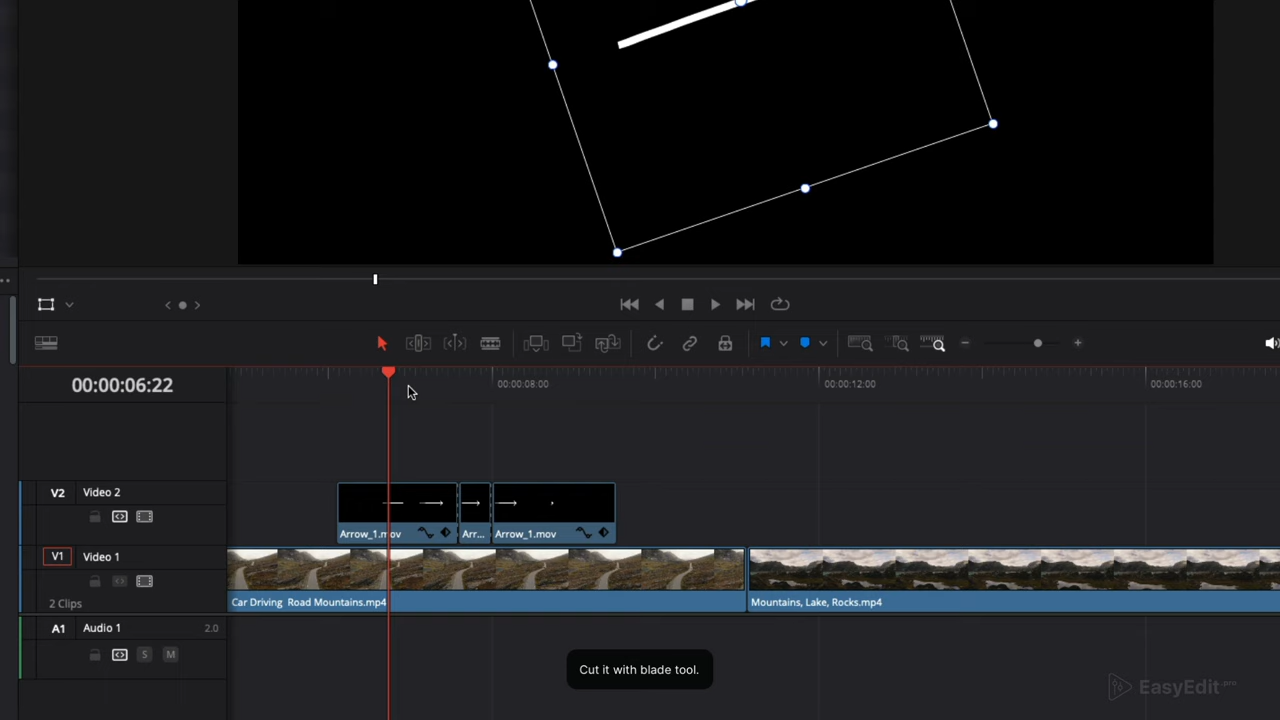 00:00:06:22
00:00:08:00
00:00:12:00
00:00:16:00
V2 Video 2
Arrow_1.mov
Arr...
Arrow_1.mov
V1 Video 1
2 Clips
Car Driving Road Mountains.mp4
Mountains, Lake, Rocks.mp4
A1 Audio 1 2.0
S M
Cut it with blade tool.
EasyEdit.pro